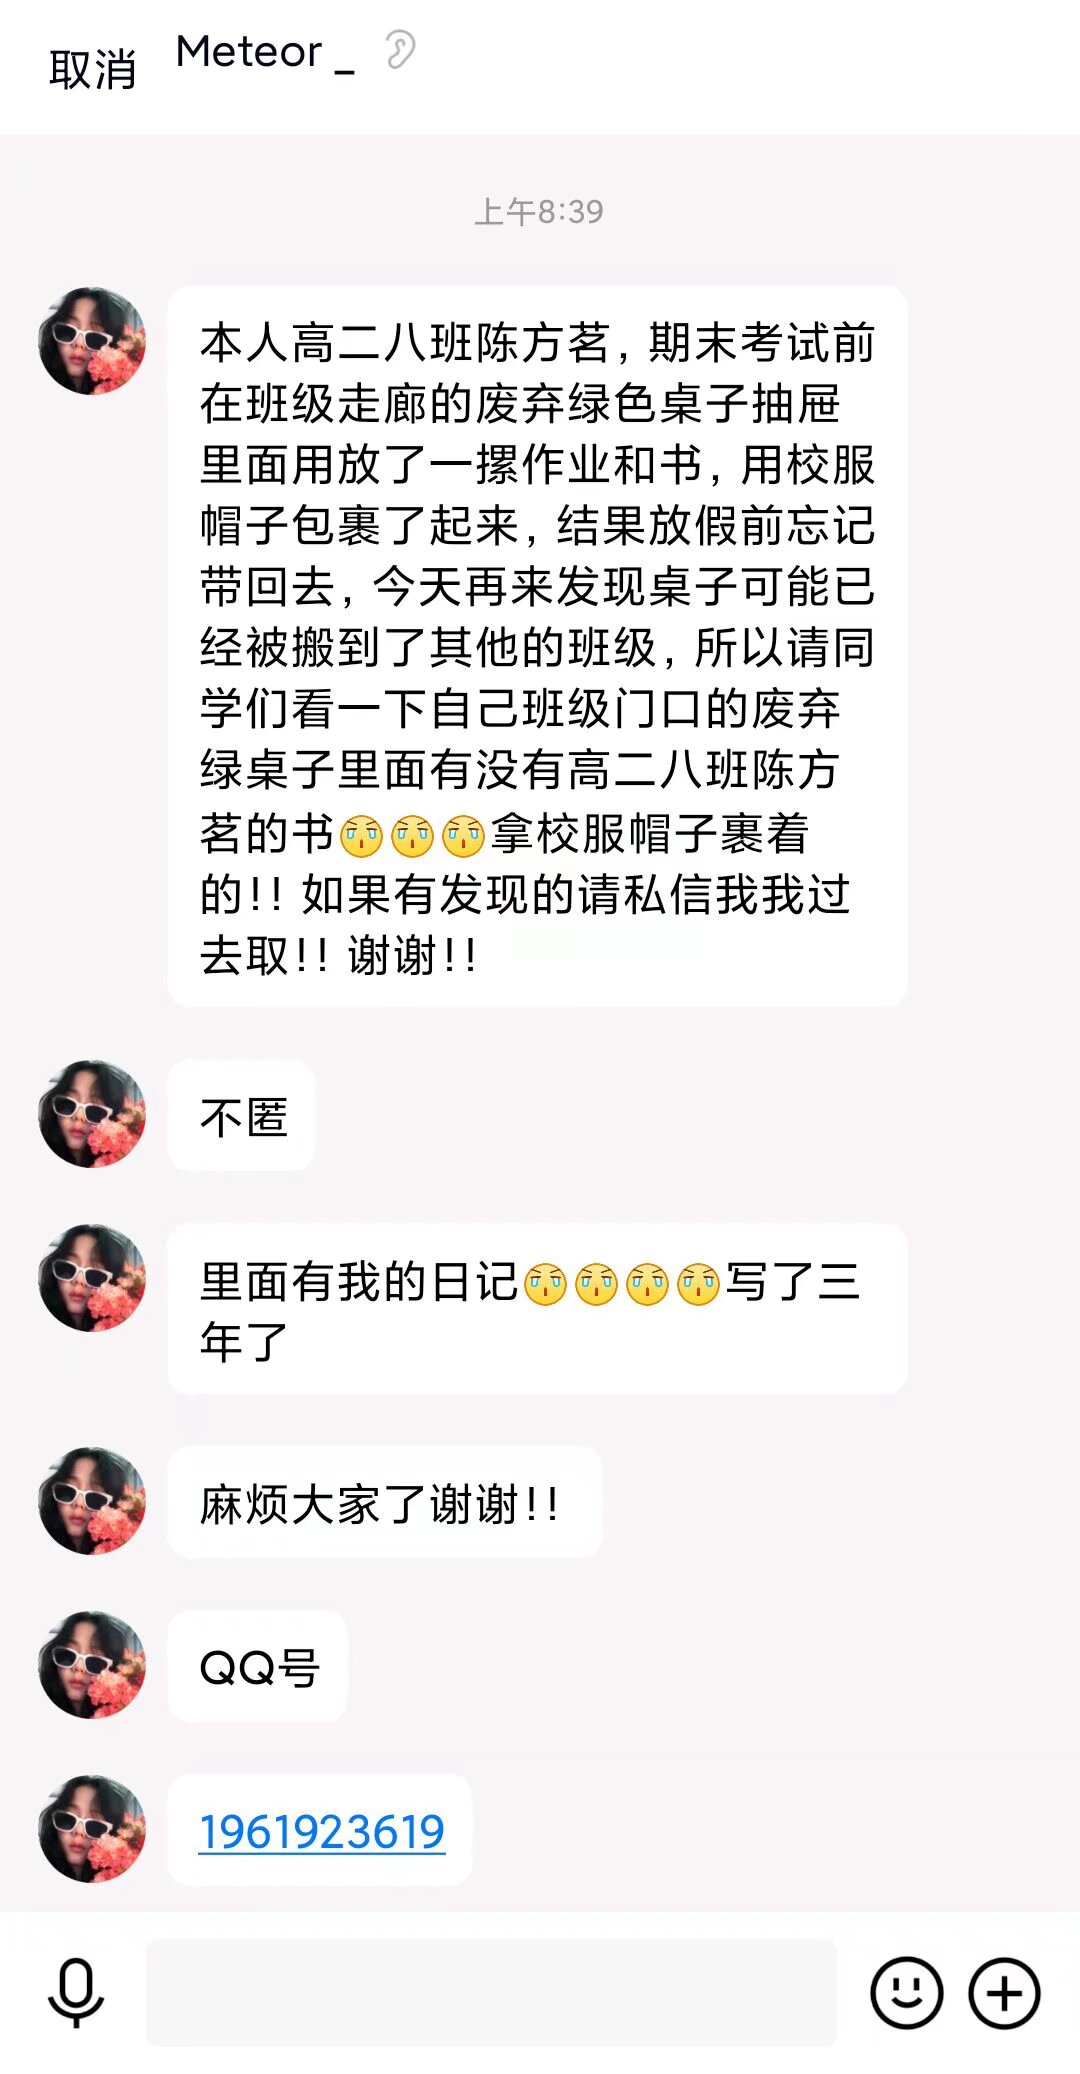 取消
Meteor _
上午8:39
本人高二八班陈方茗，期末考试前
在班级走廊的废弃绿色桌子抽屉
里面用放了一摞作业和书，用校服
帽子包裹了起来，结果放假前忘记
带回去，今天再来发现桌子可能已
经被搬到了其他的班级，所以请同
学们看一下自己班级门口的废弃
绿桌子里面有没有高二八班陈方
茗的书😢😢😢拿校服帽子裹着
的！！如果有发现的请私信我我过
去取！！谢谢！！
不匿
里面有我的日记😢😢😢😢写了三
年了
麻烦大家了谢谢！！
QQ号
1961923619